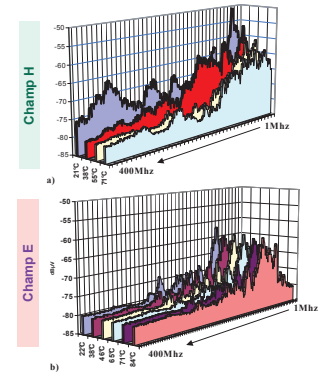 Champ H
-50
-55
-60
-65
-70
-75
-80
-85
21°C
38°C
55°C
71°C
400Mhz
1Mhz
a)
Champ E
dBµV
-50
-55
-60
-65
-70
-75
-80
-85
22°C
38°C
46°C
65°C
71°C
84°C
400Mhz
1Mhz
b)